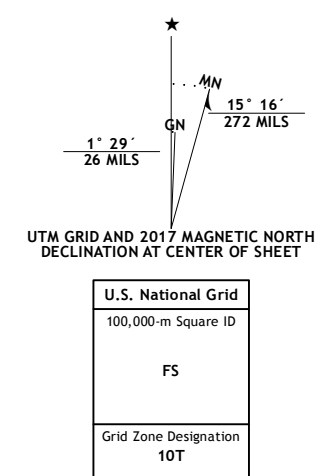 MN
GN
15° 16´
272 MILS
1° 29´
26 MILS
UTM GRID AND 2017 MAGNETIC NORTH
DECLINATION AT CENTER OF SHEET
U.S. National Grid
100,000-m Square ID
FS
Grid Zone Designation
10T